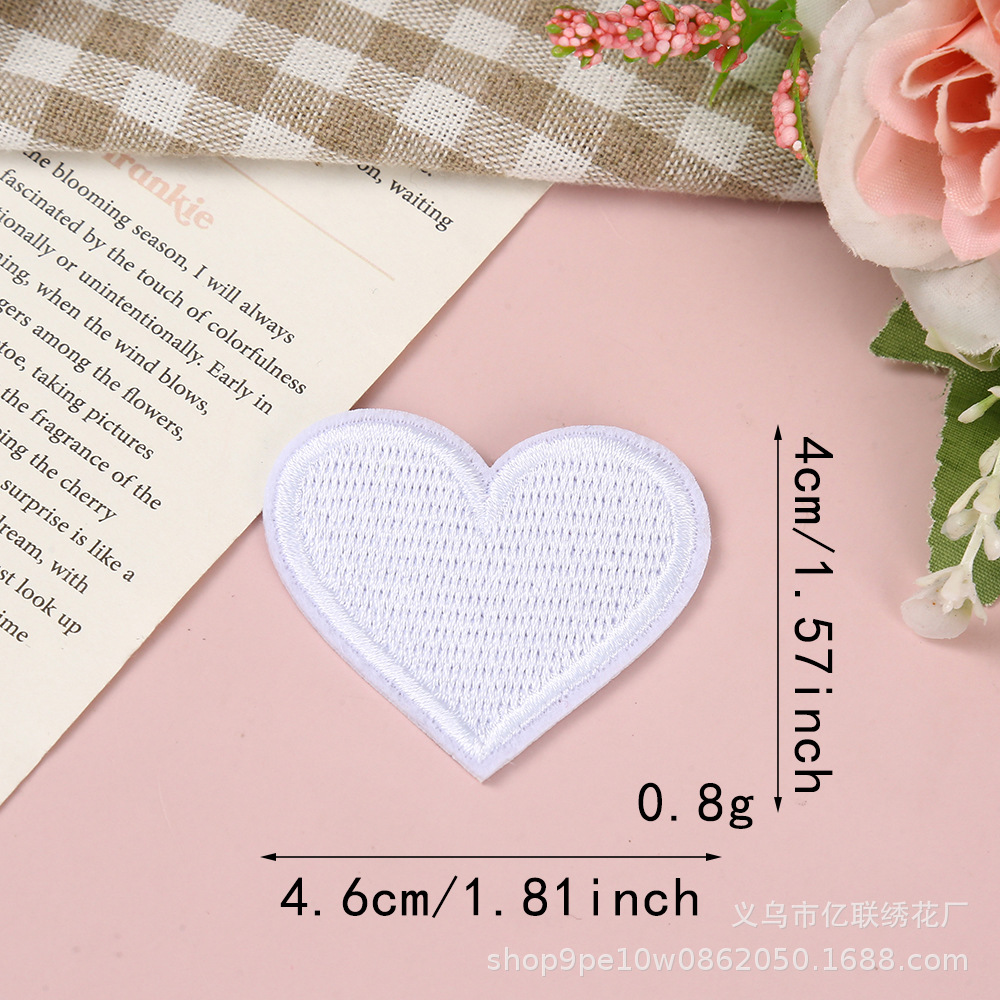 rankie
on, waiting
he blooming season, I will always
fascinated by the touch of colorfulness
tionally or unintentionally. Early in
ning, when the wind blows,
gers among the flowers,
toe, taking pictures
the fragrance of the
ing the cherry
surprise is like a
dream, with
st look up
ime
4cm/1.57inch
0.8g
4.6cm/1.81inch
义乌市亿联绣花厂
shop9pe10w0862050.1688.com